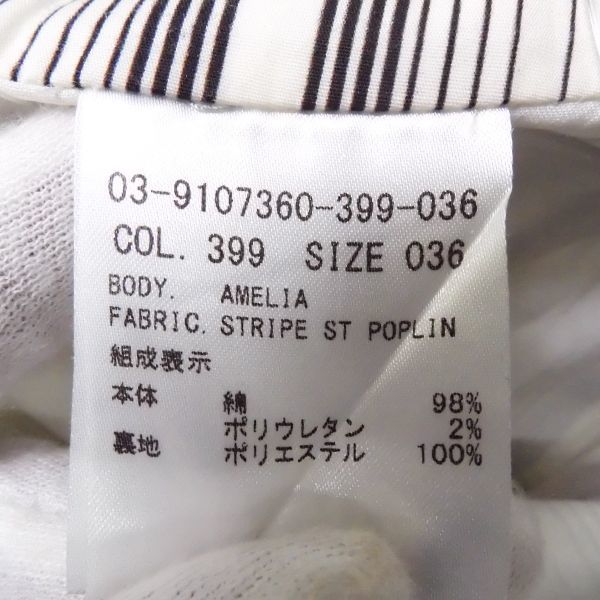 03-9107360-399-036
COL. 399 SIZE 036
BODY. AMELIA
FABRIC. STRIPE ST POPLIN
組成表示
本体 綿 98%
ポリウレタン 2%
裏地 ポリエステル 100%